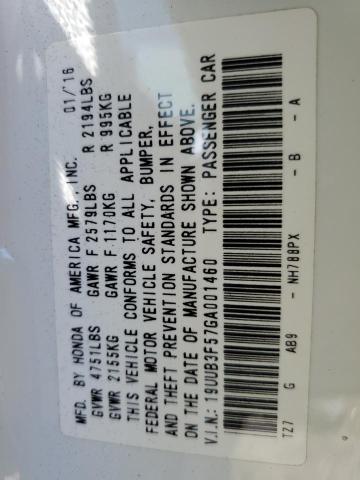 MFD. BY HONDA OF AMERICA MFG., INC. 01/'16
GVWR 4751LBS GAWR F 2579LBS R 2194LBS
GVWR 2155KG GAWR F 1170KG R 995KG
THIS VEHICLE CONFORMS TO ALL APPLICABLE
FEDERAL MOTOR VEHICLE SAFETY, BUMPER,
AND THEFT PREVENTION STANDARDS IN EFFECT
ON THE DATE OF MANUFACTURE SHOWN ABOVE.
V.I.N.: 19UUB3F57GA001460 TYPE: PASSENGER CAR
TZ7 G AB9 - NH788PX - B - A